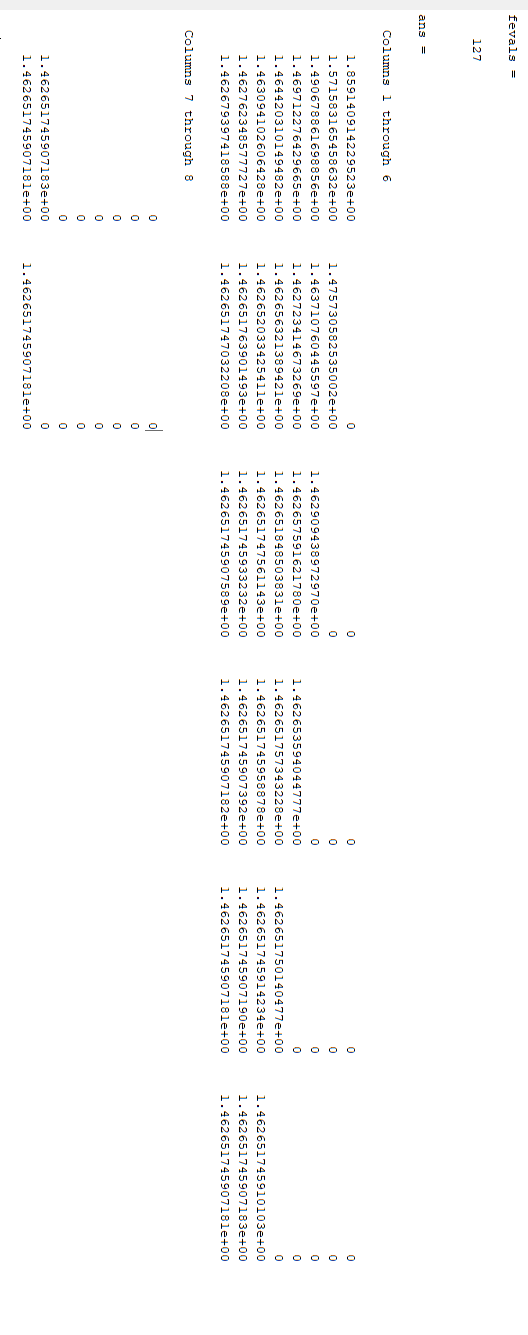 fevals =
127
ans =
Columns 1 through 6
1.859140914229523e+00 0 0 0 0 0
1.571583165458632e+00 1.475730582535002e+00 0 0 0 0
1.490678861698856e+00 1.463710760445597e+00 1.462909438972970e+00 0 0 0
1.469712276429665e+00 1.462723414673269e+00 1.462657591621780e+00 1.462653594044777e+00 0 0
1.464420310149482e+00 1.462656321389421e+00 1.462651848503831e+00 1.462651757343228e+00 1.462651750140477e+00 0
1.463094102606428e+00 1.462652033425411e+00 1.462651747561143e+00 1.462651745958878e+00 1.462651745914234e+00 1.462651745910103e+00
1.462762348577727e+00 1.462651763901493e+00 1.462651745933232e+00 1.462651745907392e+00 1.462651745907190e+00 1.462651745907183e+00
1.462679397418588e+00 1.462651747032208e+00 1.462651745907589e+00 1.462651745907182e+00 1.462651745907181e+00 1.462651745907181e+00
Columns 7 through 8
0 0
0 0
0 0
0 0
0 0
0 0
1.462651745907183e+00 0
1.462651745907181e+00 1.462651745907181e+00